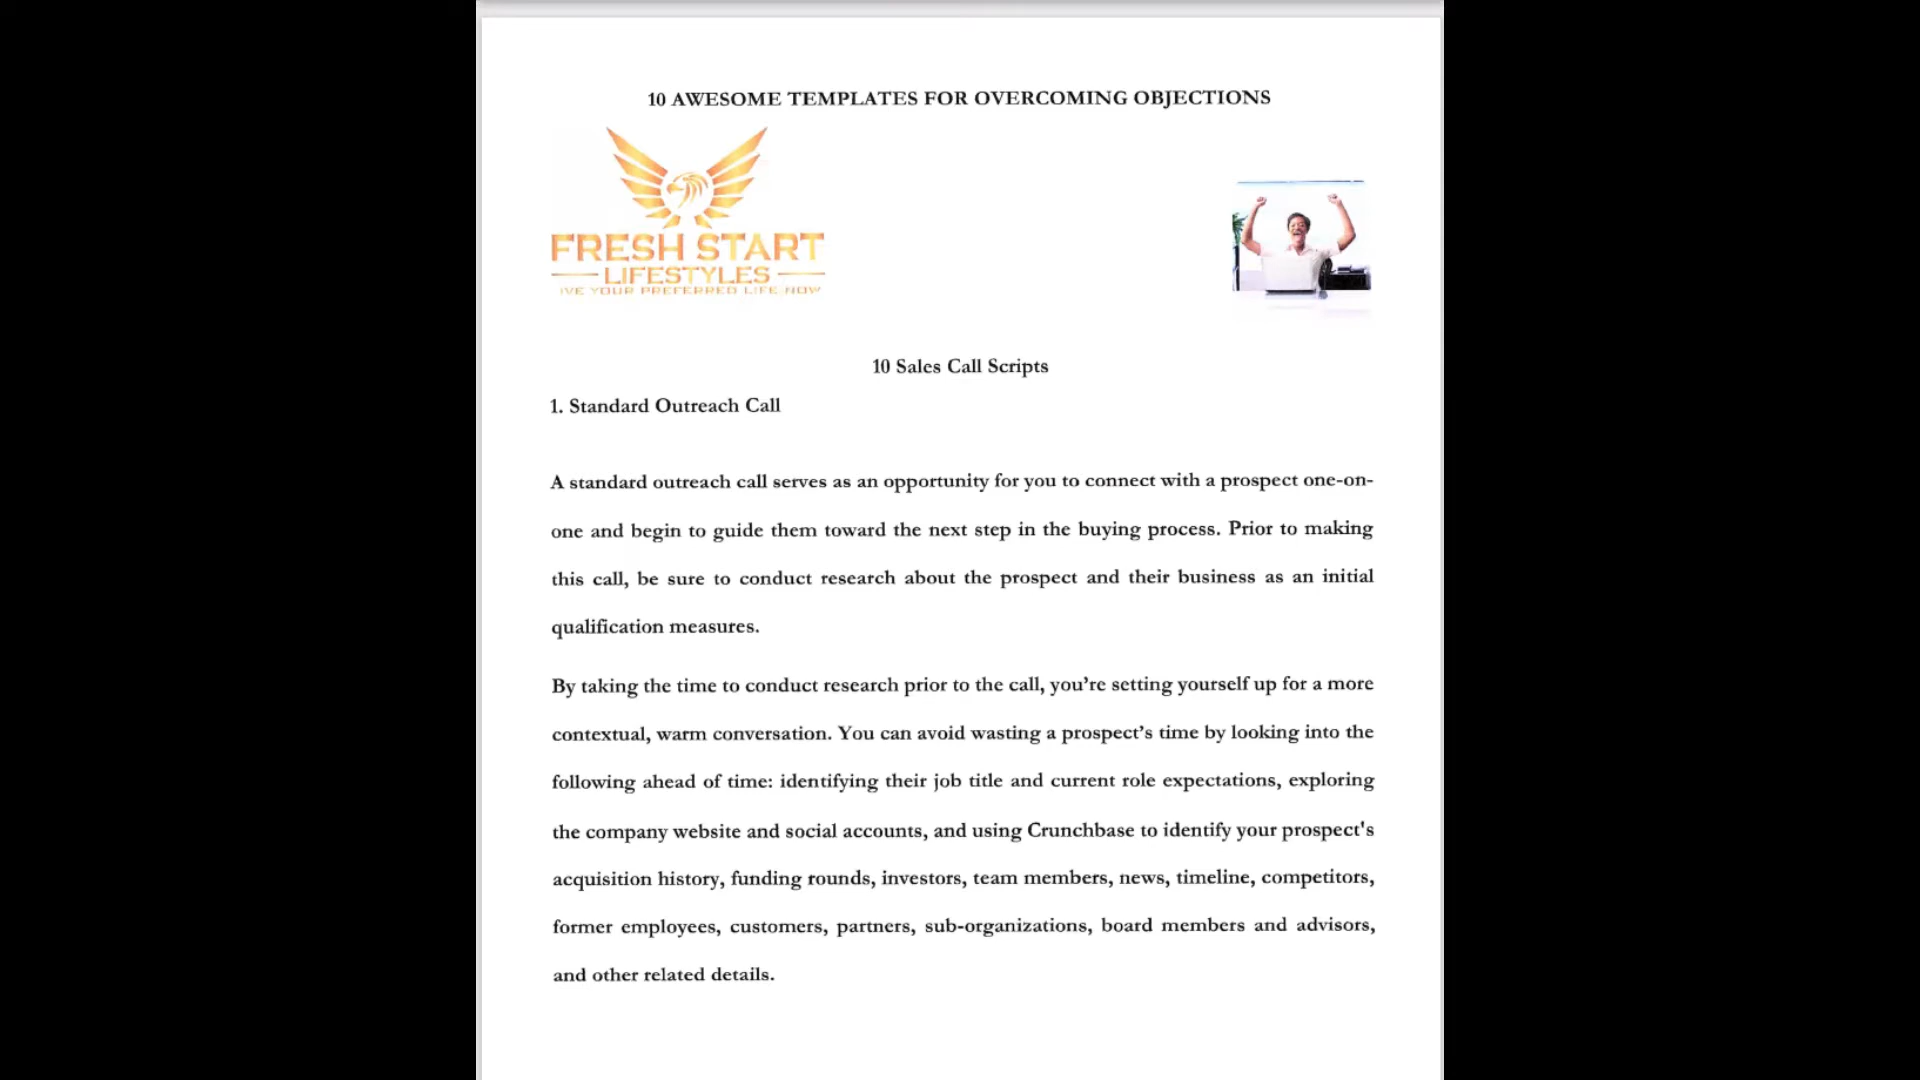 10 AWESOME TEMPLATES FOR OVERCOMING OBJECTIONS
FRESH START
LIFESTYLES
IVE YOUR PREFERRED LIFE NOW
10 Sales Call Scripts
1. Standard Outreach Call
A standard outreach call serves as an opportunity for you to connect with a prospect one-on-
one and begin to guide them toward the next step in the buying process. Prior to making
this call, be sure to conduct research about the prospect and their business as an initial
qualification measures.
By taking the time to conduct research prior to the call, you're setting yourself up for a more
contextual, warm conversation. You can avoid wasting a prospect's time by looking into the
following ahead of time: identifying their job title and current role expectations, exploring
the company website and social accounts, and using Crunchbase to identify your prospect's
acquisition history, funding rounds, investors, team members, news, timeline, competitors,
former employees, customers, partners, sub-organizations, board members and advisors,
and other related details.